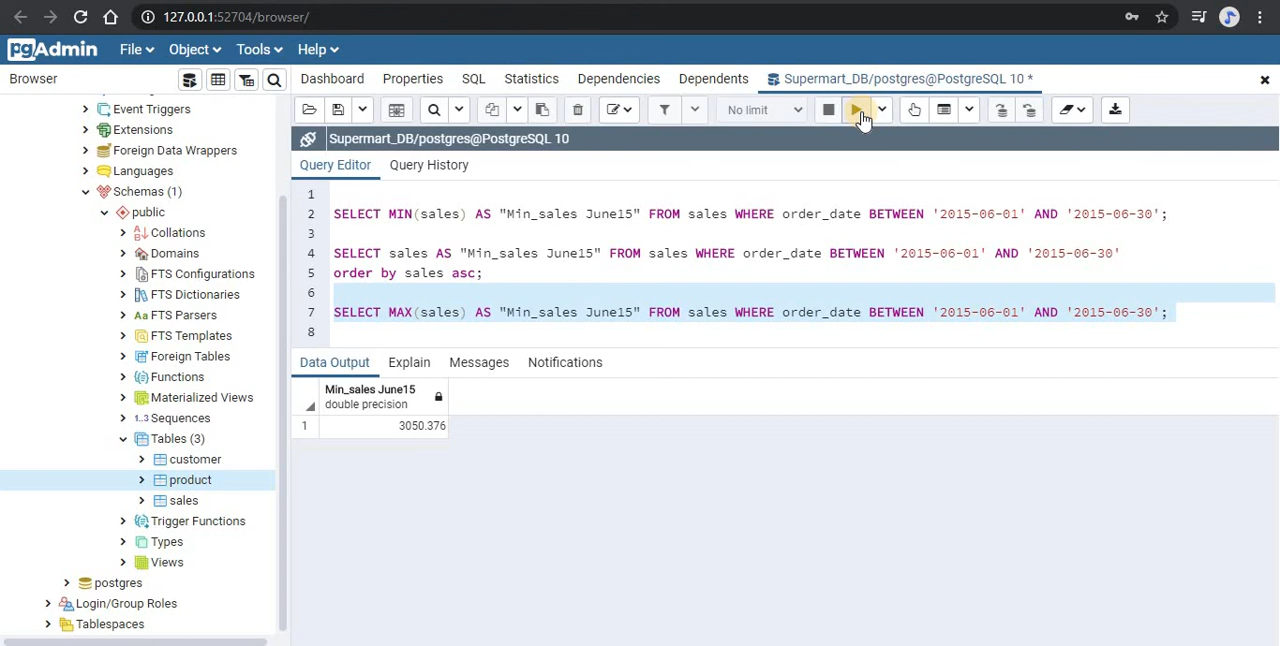 127.0.0.1:52704/browser/
pgAdmin File Object Tools Help
Browser
Dashboard Properties SQL Statistics Dependencies Dependents Supermart_DB/postgres@PostgreSQL 10 *
No limit
Supermart_DB/postgres@PostgreSQL 10
Query Editor Query History
1
2 SELECT MIN(sales) AS "Min_sales June15" FROM sales WHERE order_date BETWEEN '2015-06-01' AND '2015-06-30';
3
4 SELECT sales AS "Min_sales June15" FROM sales WHERE order_date BETWEEN '2015-06-01' AND '2015-06-30'
5 order by sales asc;
6
7 SELECT MAX(sales) AS "Min_sales June15" FROM sales WHERE order_date BETWEEN '2015-06-01' AND '2015-06-30';
8
Data Output Explain Messages Notifications
Min_sales June15
double precision
1 3050.376
Event Triggers
Extensions
Foreign Data Wrappers
Languages
Schemas (1)
public
Collations
Domains
FTS Configurations
FTS Dictionaries
Aa FTS Parsers
FTS Templates
Foreign Tables
Functions
Materialized Views
1..3 Sequences
Tables (3)
customer
product
sales
Trigger Functions
Types
Views
postgres
Login/Group Roles
Tablespaces